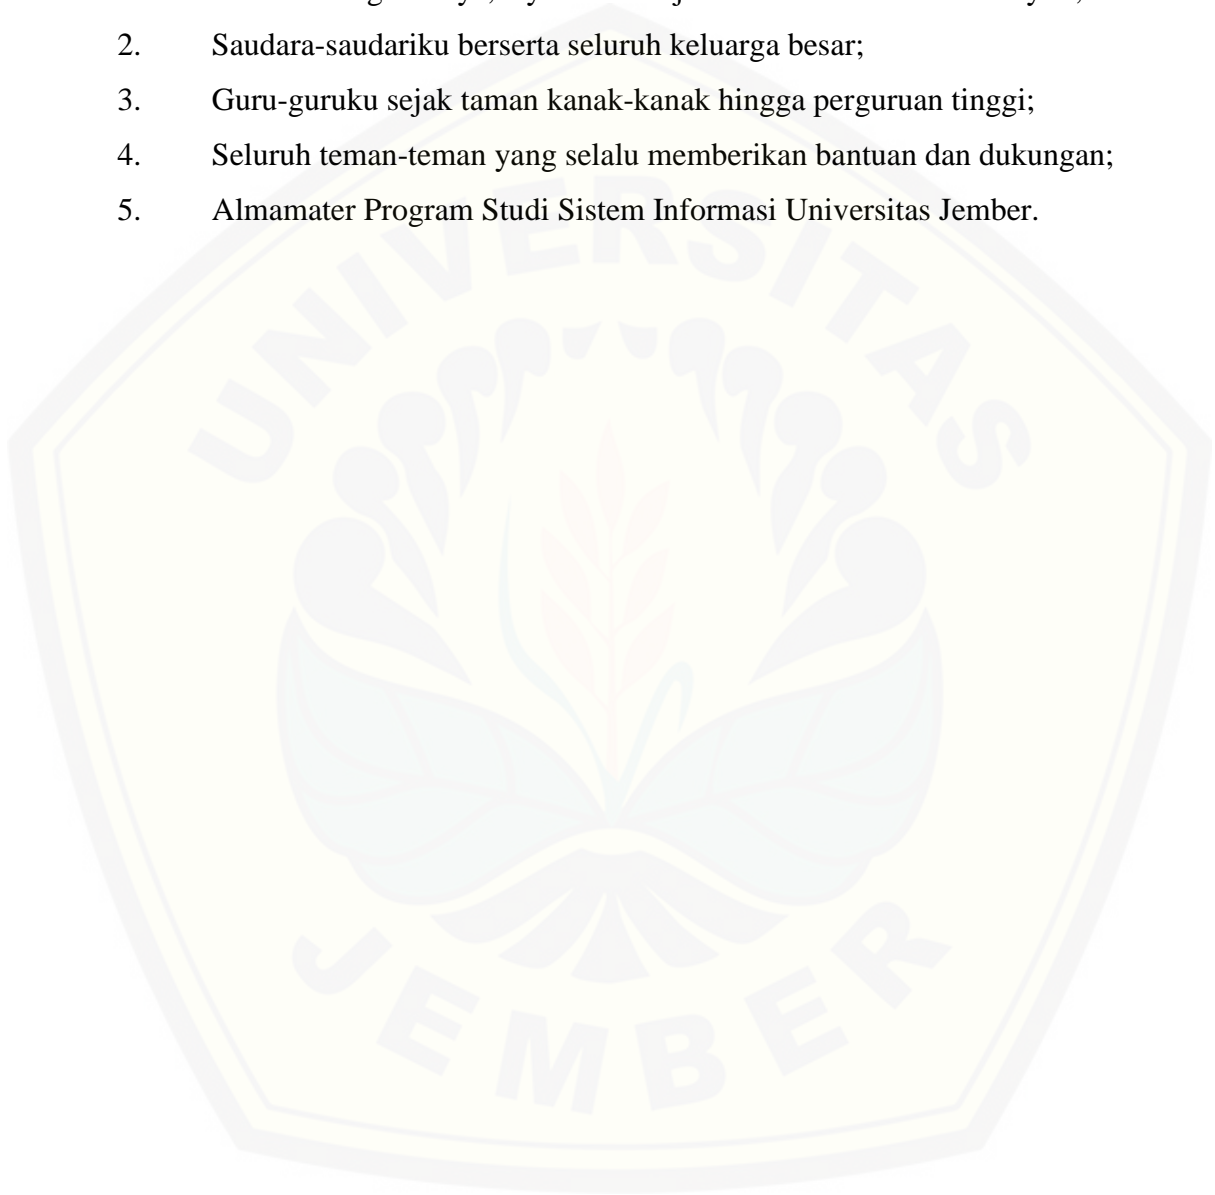 2. Saudara-saudariku berserta seluruh keluarga besar;
3. Guru-guruku sejak taman kanak-kanak hingga perguruan tinggi;
4. Seluruh teman-teman yang selalu memberikan bantuan dan dukungan;
5. Almamater Program Studi Sistem Informasi Universitas Jember.
UNIVERSITAS
JEMBER